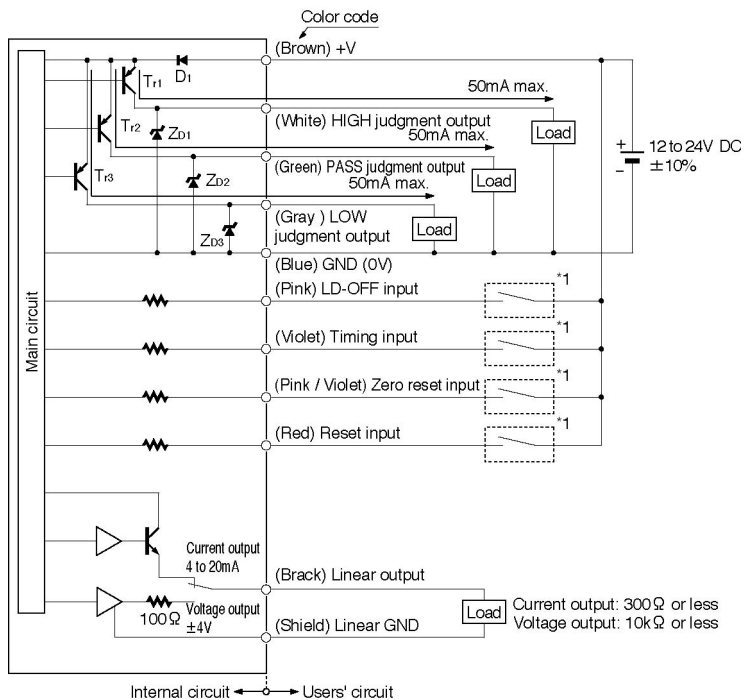 Color code
(Brown) +V
D1
Tr1
50mA max.
(White) HIGH judgment output
Load
Tr2
ZD1
50mA max.
+
12 to 24V DC
±10%
−
(Green) PASS judgment output
Load
Tr3
ZD2
50mA max.
(Gray ) LOW
judgment output
Load
ZD3
(Blue) GND (0V)
(Pink) LD-OFF input
*1
Main circuit
(Violet) Timing input
*1
(Pink / Violet) Zero reset input
*1
(Red) Reset input
*1
Current output
4 to 20mA
(Brack) Linear output
100Ω
Voltage output
±4V
Load
Current output: 300Ω or less
Voltage output: 10kΩ or less
(Shield) Linear GND
Internal circuit
Users' circuit